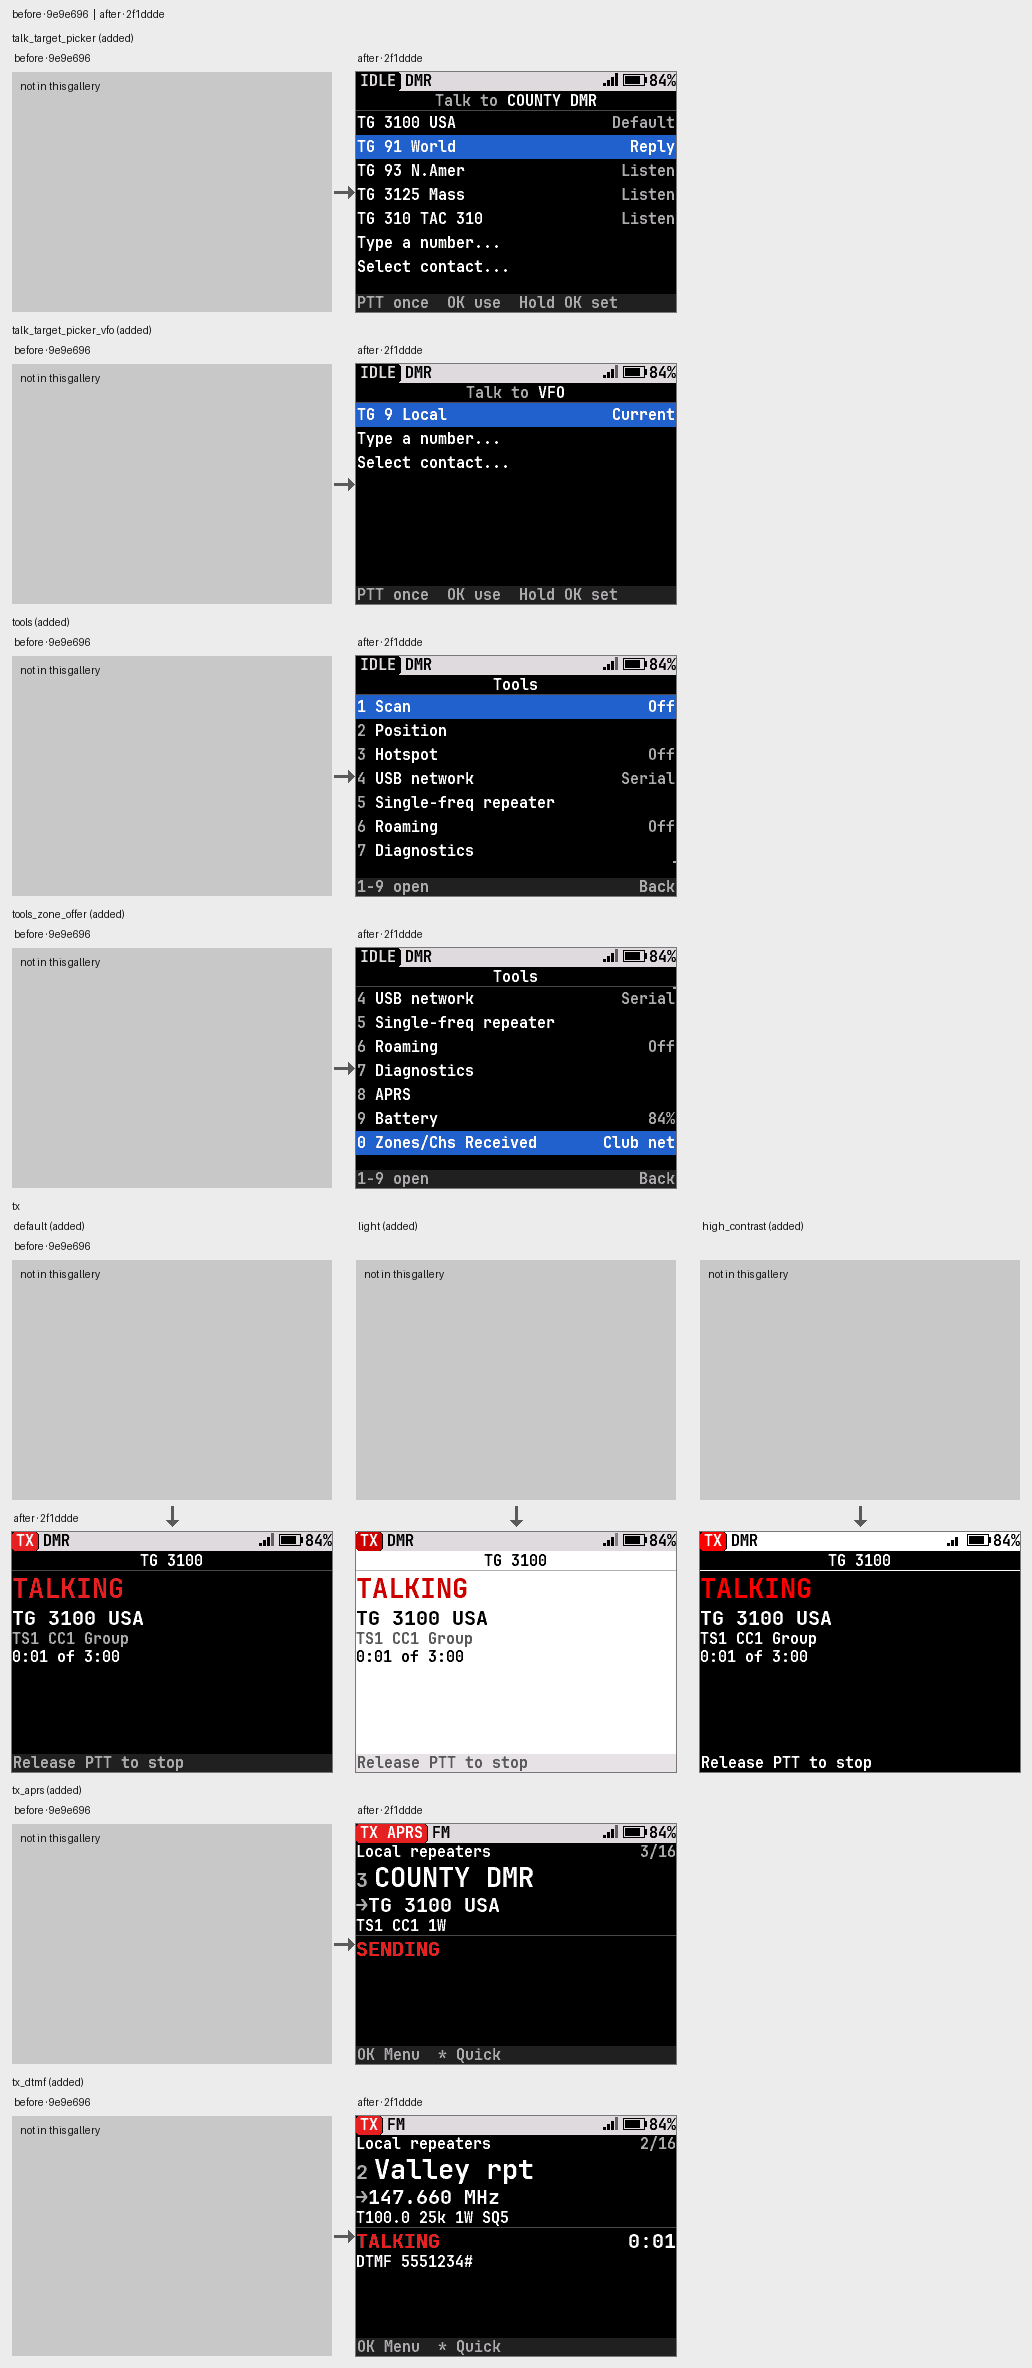 before · 9e9e696 | after · 2f1ddde
talk_target_picker (added)
before · 9e9e696
after · 2f1ddde
not in this gallery
IDLE DMR 84%
Talk to COUNTY DMR
TG 3100 USA Default
TG 91 World Reply
TG 93 N.Amer Listen
TG 3125 Mass Listen
TG 310 TAC 310 Listen
Type a number...
Select contact...
PTT once OK use Hold OK set
talk_target_picker_vfo (added)
before · 9e9e696
after · 2f1ddde
not in this gallery
IDLE DMR 84%
Talk to VFO
TG 9 Local Current
Type a number...
Select contact...
PTT once OK use Hold OK set
tools (added)
before · 9e9e696
after · 2f1ddde
not in this gallery
IDLE DMR 84%
Tools
1 Scan Off
2 Position
3 Hotspot Off
4 USB network Serial
5 Single-freq repeater
6 Roaming Off
7 Diagnostics
1-9 open Back
tools_zone_offer (added)
before · 9e9e696
after · 2f1ddde
not in this gallery
IDLE DMR 84%
Tools
4 USB network Serial
5 Single-freq repeater
6 Roaming Off
7 Diagnostics
8 APRS
9 Battery 84%
0 Zones/Chs Received Club net
1-9 open Back
tx
default (added)
light (added)
high_contrast (added)
before · 9e9e696
not in this gallery
not in this gallery
not in this gallery
after · 2f1ddde
TX DMR 84%
TG 3100
TALKING
TG 3100 USA
TS1 CC1 Group
0:01 of 3:00
Release PTT to stop
TX DMR 84%
TG 3100
TALKING
TG 3100 USA
TS1 CC1 Group
0:01 of 3:00
Release PTT to stop
TX DMR 84%
TG 3100
TALKING
TG 3100 USA
TS1 CC1 Group
0:01 of 3:00
Release PTT to stop
tx_aprs (added)
before · 9e9e696
after · 2f1ddde
not in this gallery
TX APRS FM 84%
Local repeaters 3/16
3 COUNTY DMR
→TG 3100 USA
TS1 CC1 1W
SENDING
OK Menu * Quick
tx_dtmf (added)
before · 9e9e696
after · 2f1ddde
not in this gallery
TX FM 84%
Local repeaters 2/16
2 Valley rpt
→147.660 MHz
T100.0 25k 1W SQ5
TALKING 0:01
DTMF 5551234#
OK Menu * Quick